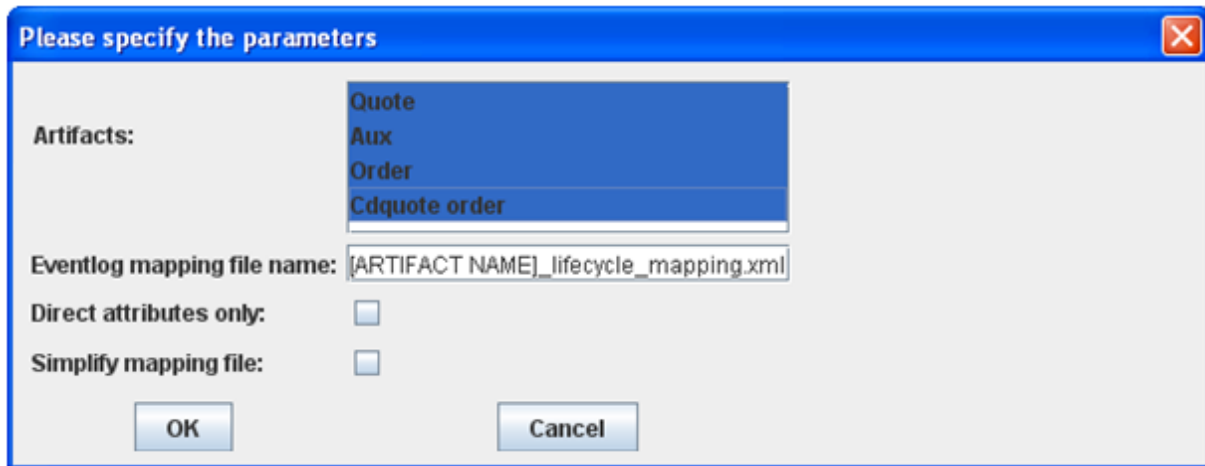 Please specify the parameters
Artifacts:
Quote
Aux
Order
Cdquote order
Eventlog mapping file name: [ARTIFACT NAME]_lifecycle_mapping.xml
Direct attributes only:
Simplify mapping file:
OK Cancel